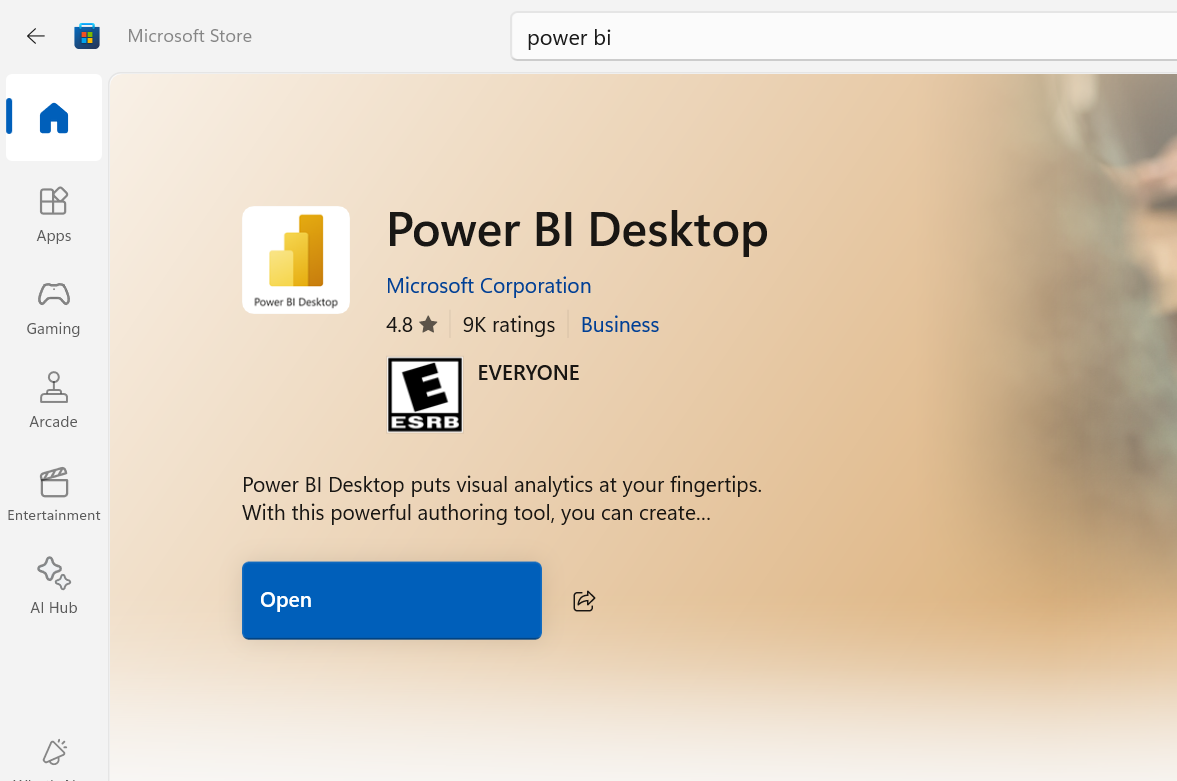 Microsoft Store
power bi
Apps
Gaming
Arcade
Entertainment
AI Hub
Power BI Desktop
Power BI Desktop
Microsoft Corporation
4.8 ★ 9K ratings Business
E
ESRB
EVERYONE
Power BI Desktop puts visual analytics at your fingertips.
With this powerful authoring tool, you can create...
Open